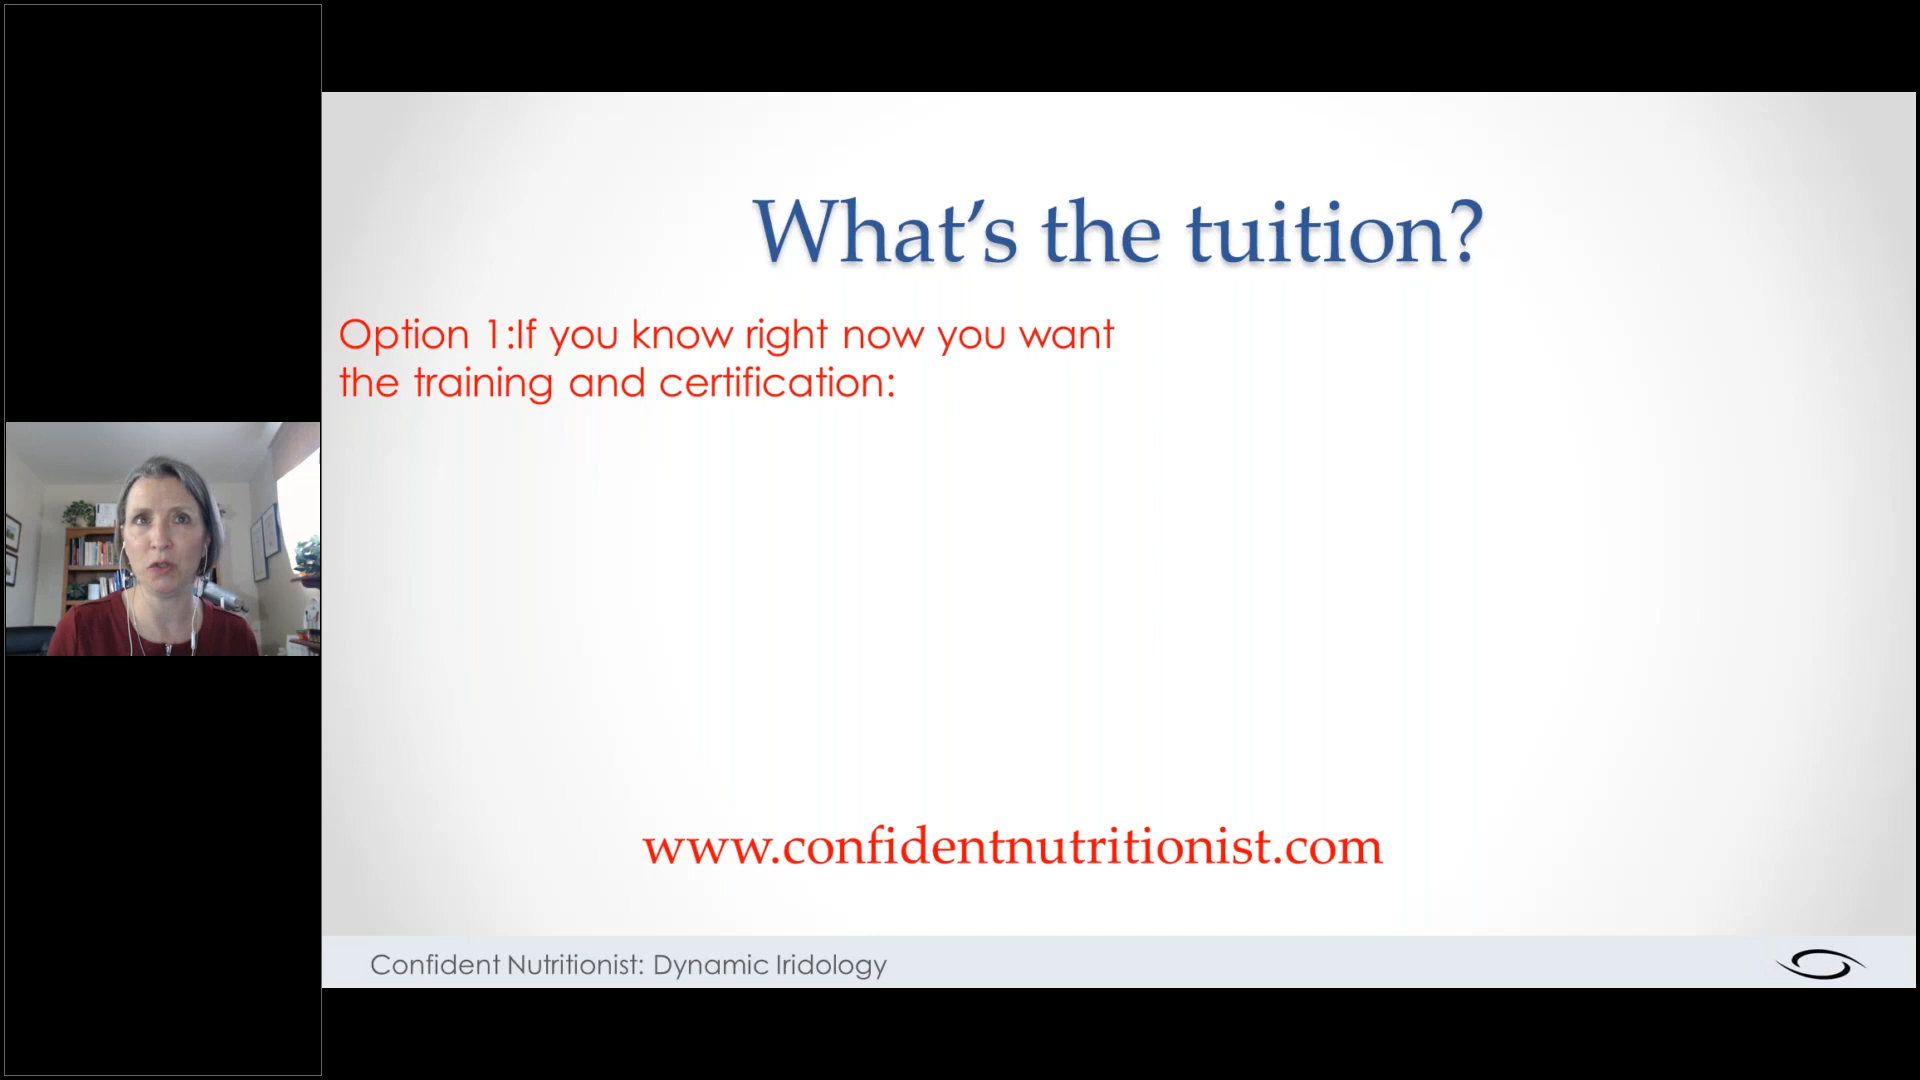 What’s the tuition?
Option 1:If you know right now you want
the training and certification:
www.confidentnutritionist.com
Confident Nutritionist: Dynamic Iridology